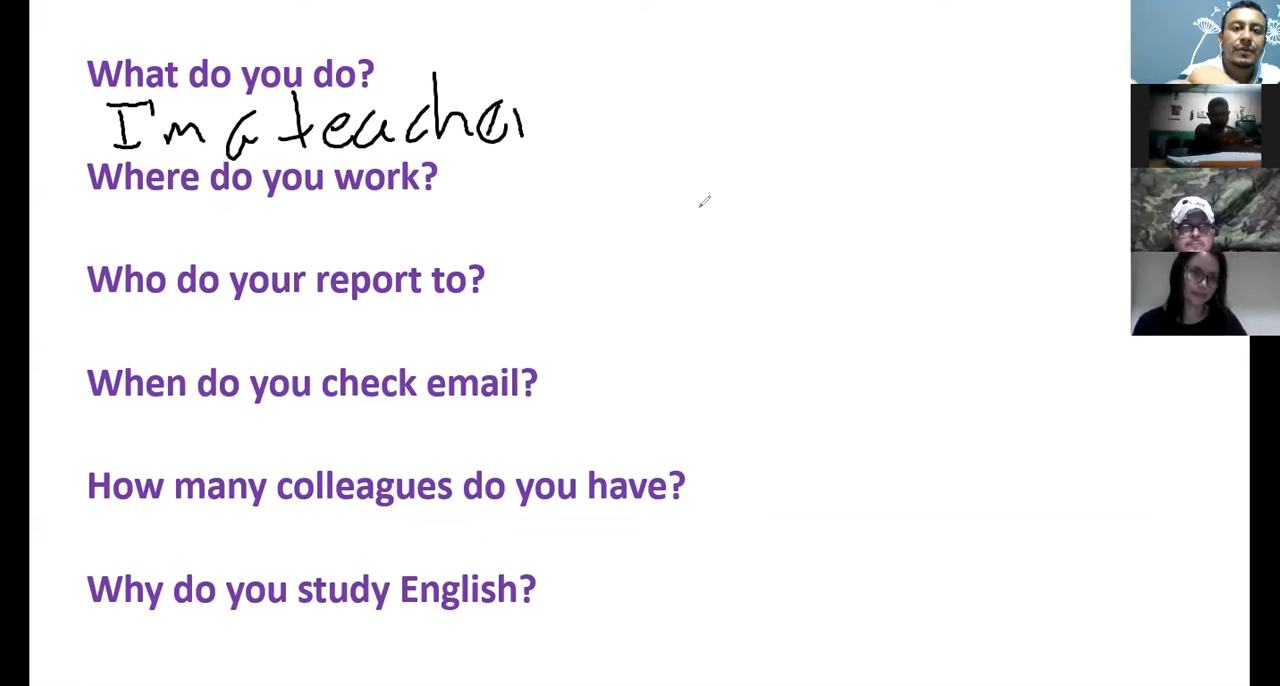 What do you do?
I'm a teacher
Where do you work?
Who do your report to?
When do you check email?
How many colleagues do you have?
Why do you study English?